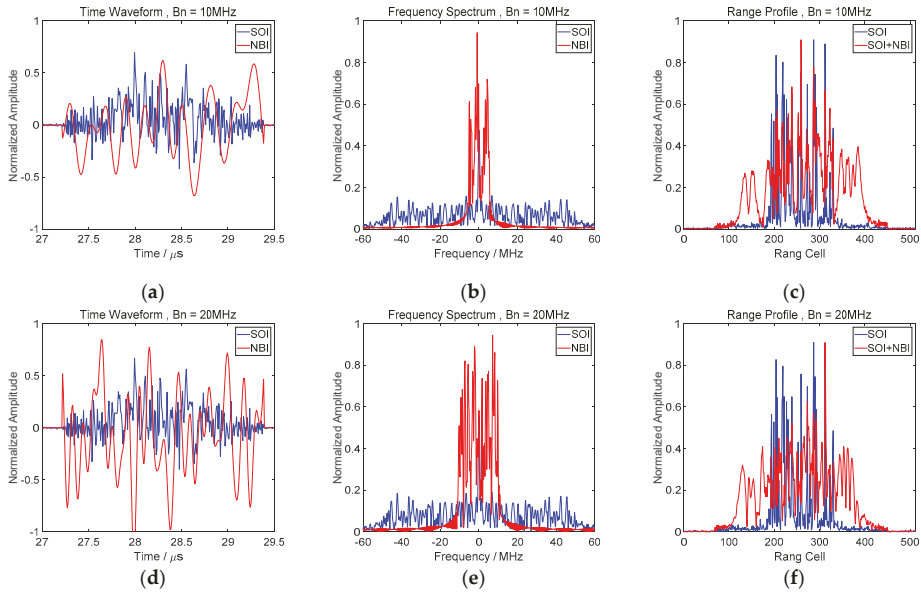 Time Waveform , Bn = 10MHz
1
SOI
NBI
0.5
0
-0.5
-1
Normalized Amplitude
27 27.5 28 28.5 29 29.5
Time / μs
(a)
Frequency Spectrum , Bn = 10MHz
1
SOI
NBI
0.8
0.6
0.4
0.2
0
Normalized Amplitude
-60 -40 -20 0 20 40 60
Frequency / MHz
(b)
Range Profile , Bn = 10MHz
1
SOI
SOI+NBI
0.8
0.6
0.4
0.2
0
Normalized Amplitude
0 100 200 300 400 500
Rang Cell
(c)
Time Waveform , Bn = 20MHz
1
SOI
NBI
0.5
0
-0.5
-1
Normalized Amplitude
27 27.5 28 28.5 29 29.5
Time / μs
(d)
Frequency Spectrum , Bn = 20MHz
1
SOI
NBI
0.8
0.6
0.4
0.2
0
Normalized Amplitude
-60 -40 -20 0 20 40 60
Frequency / MHz
(e)
Range Profile , Bn = 20MHz
1
SOI
SOI+NBI
0.8
0.6
0.4
0.2
0
Normalized Amplitude
0 100 200 300 400 500
Rang Cell
(f)